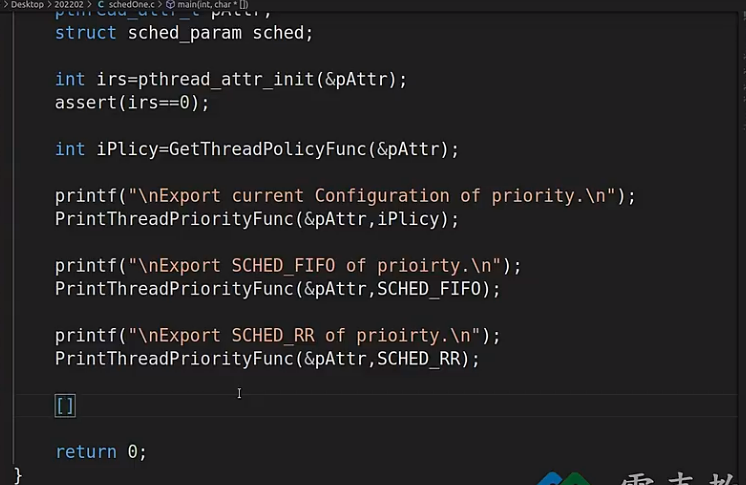 > Desktop > 202202 > C schedOne.c > main(int, char * [])
pthread_attr_t pAttr;
struct sched_param sched;
int irs=pthread_attr_init(&pAttr);
assert(irs==0);
int iPlicy=GetThreadPolicyFunc(&pAttr);
printf("\nExport current Configuration of priority.\n");
PrintThreadPriorityFunc(&pAttr,iPlicy);
printf("\nExport SCHED_FIFO of prioirty.\n");
PrintThreadPriorityFunc(&pAttr,SCHED_FIFO);
printf("\nExport SCHED_RR of prioirty.\n");
PrintThreadPriorityFunc(&pAttr,SCHED_RR);
[]
return 0;
}